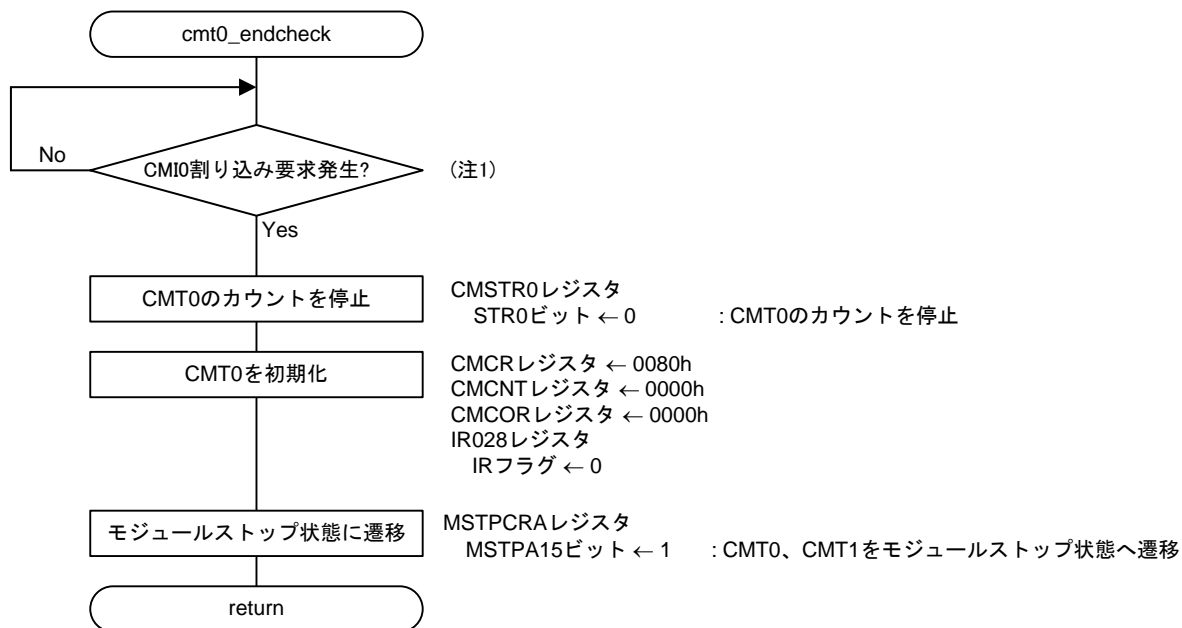 cmt0_endcheck
No
CMI0割り込み要求発生?
(注1)
Yes
CMT0のカウントを停止
CMSTR0レジスタ
STR0ビット ← 0 : CMT0のカウントを停止
CMT0を初期化
CMCRレジスタ ← 0080h
CMCNTレジスタ ← 0000h
CMCORレジスタ ← 0000h
IR028レジスタ
IRフラグ ← 0
モジュールストップ状態に遷移
MSTPCRAレジスタ
MSTPA15ビット ← 1 : CMT0、CMT1をモジュールストップ状態へ遷移
return